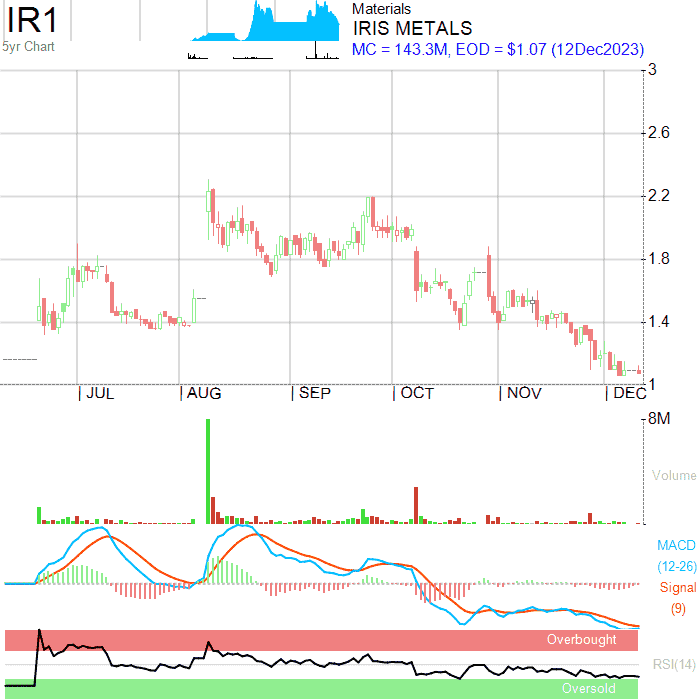 IR1
5yr Chart
Materials
IRIS METALS
MC = 143.3M, EOD = $1.07 (12Dec2023)
3
2.6
2.2
1.8
1.4
1
JUL
AUG
SEP
OCT
NOV
DEC
8M
Volume
MACD
(12-26)
Signal
(9)
Overbought
RSI(14)
Oversold